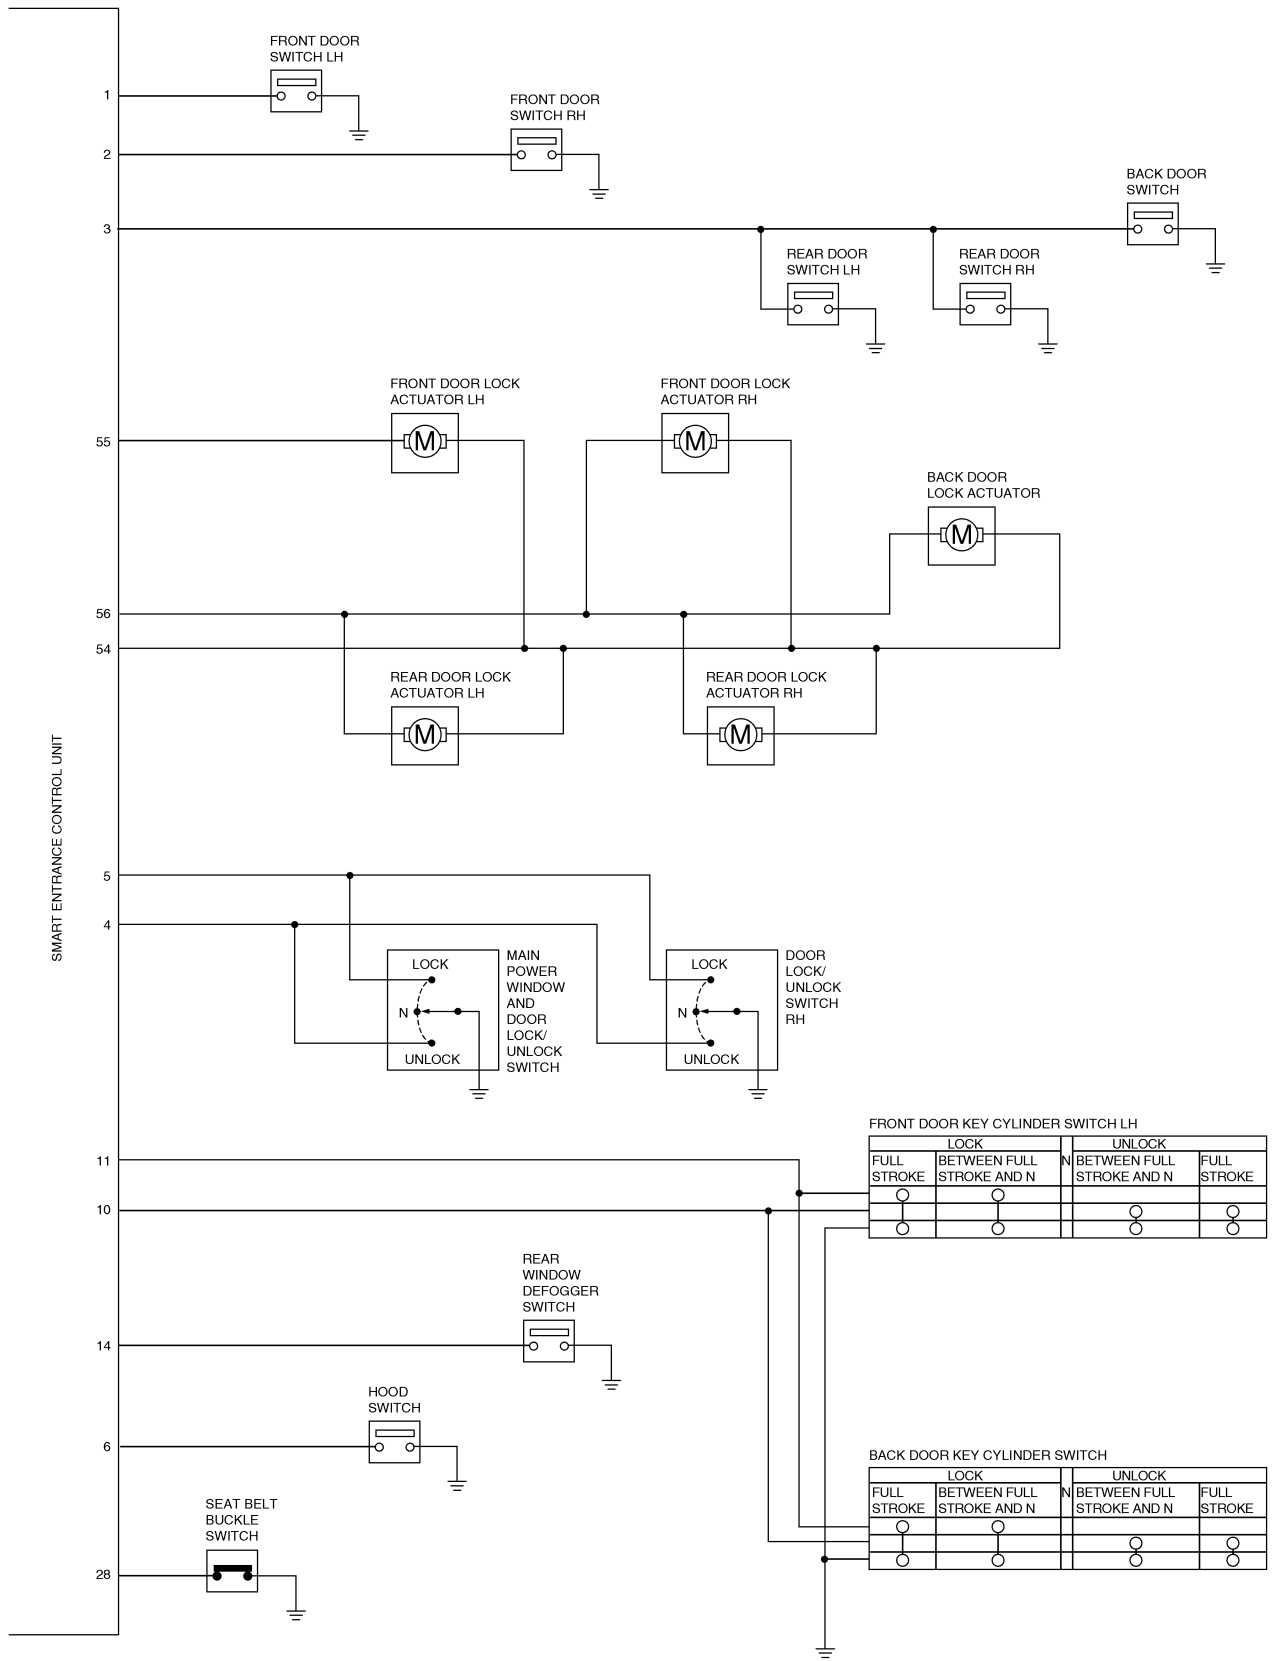 FRONT DOOR
SWITCH LH
1
FRONT DOOR
SWITCH RH
2
BACK DOOR
SWITCH
3
REAR DOOR
SWITCH LH
REAR DOOR
SWITCH RH
FRONT DOOR LOCK
ACTUATOR LH
M
FRONT DOOR LOCK
ACTUATOR RH
M
55
BACK DOOR
LOCK ACTUATOR
M
56
54
REAR DOOR LOCK
ACTUATOR LH
M
REAR DOOR LOCK
ACTUATOR RH
M
SMART ENTRANCE CONTROL UNIT
5
4
LOCK
N
UNLOCK
MAIN
POWER
WINDOW
AND
DOOR
LOCK/
UNLOCK
SWITCH
LOCK
N
UNLOCK
DOOR
LOCK/
UNLOCK
SWITCH
RH
FRONT DOOR KEY CYLINDER SWITCH LH
LOCK
UNLOCK
FULL
STROKE
BETWEEN FULL
STROKE AND N
N
BETWEEN FULL
STROKE AND N
FULL
STROKE
11
10
REAR
WINDOW
DEFOGGER
SWITCH
14
HOOD
SWITCH
6
BACK DOOR KEY CYLINDER SWITCH
LOCK
UNLOCK
FULL
STROKE
BETWEEN FULL
STROKE AND N
N
BETWEEN FULL
STROKE AND N
FULL
STROKE
SEAT BELT
BUCKLE
SWITCH
28